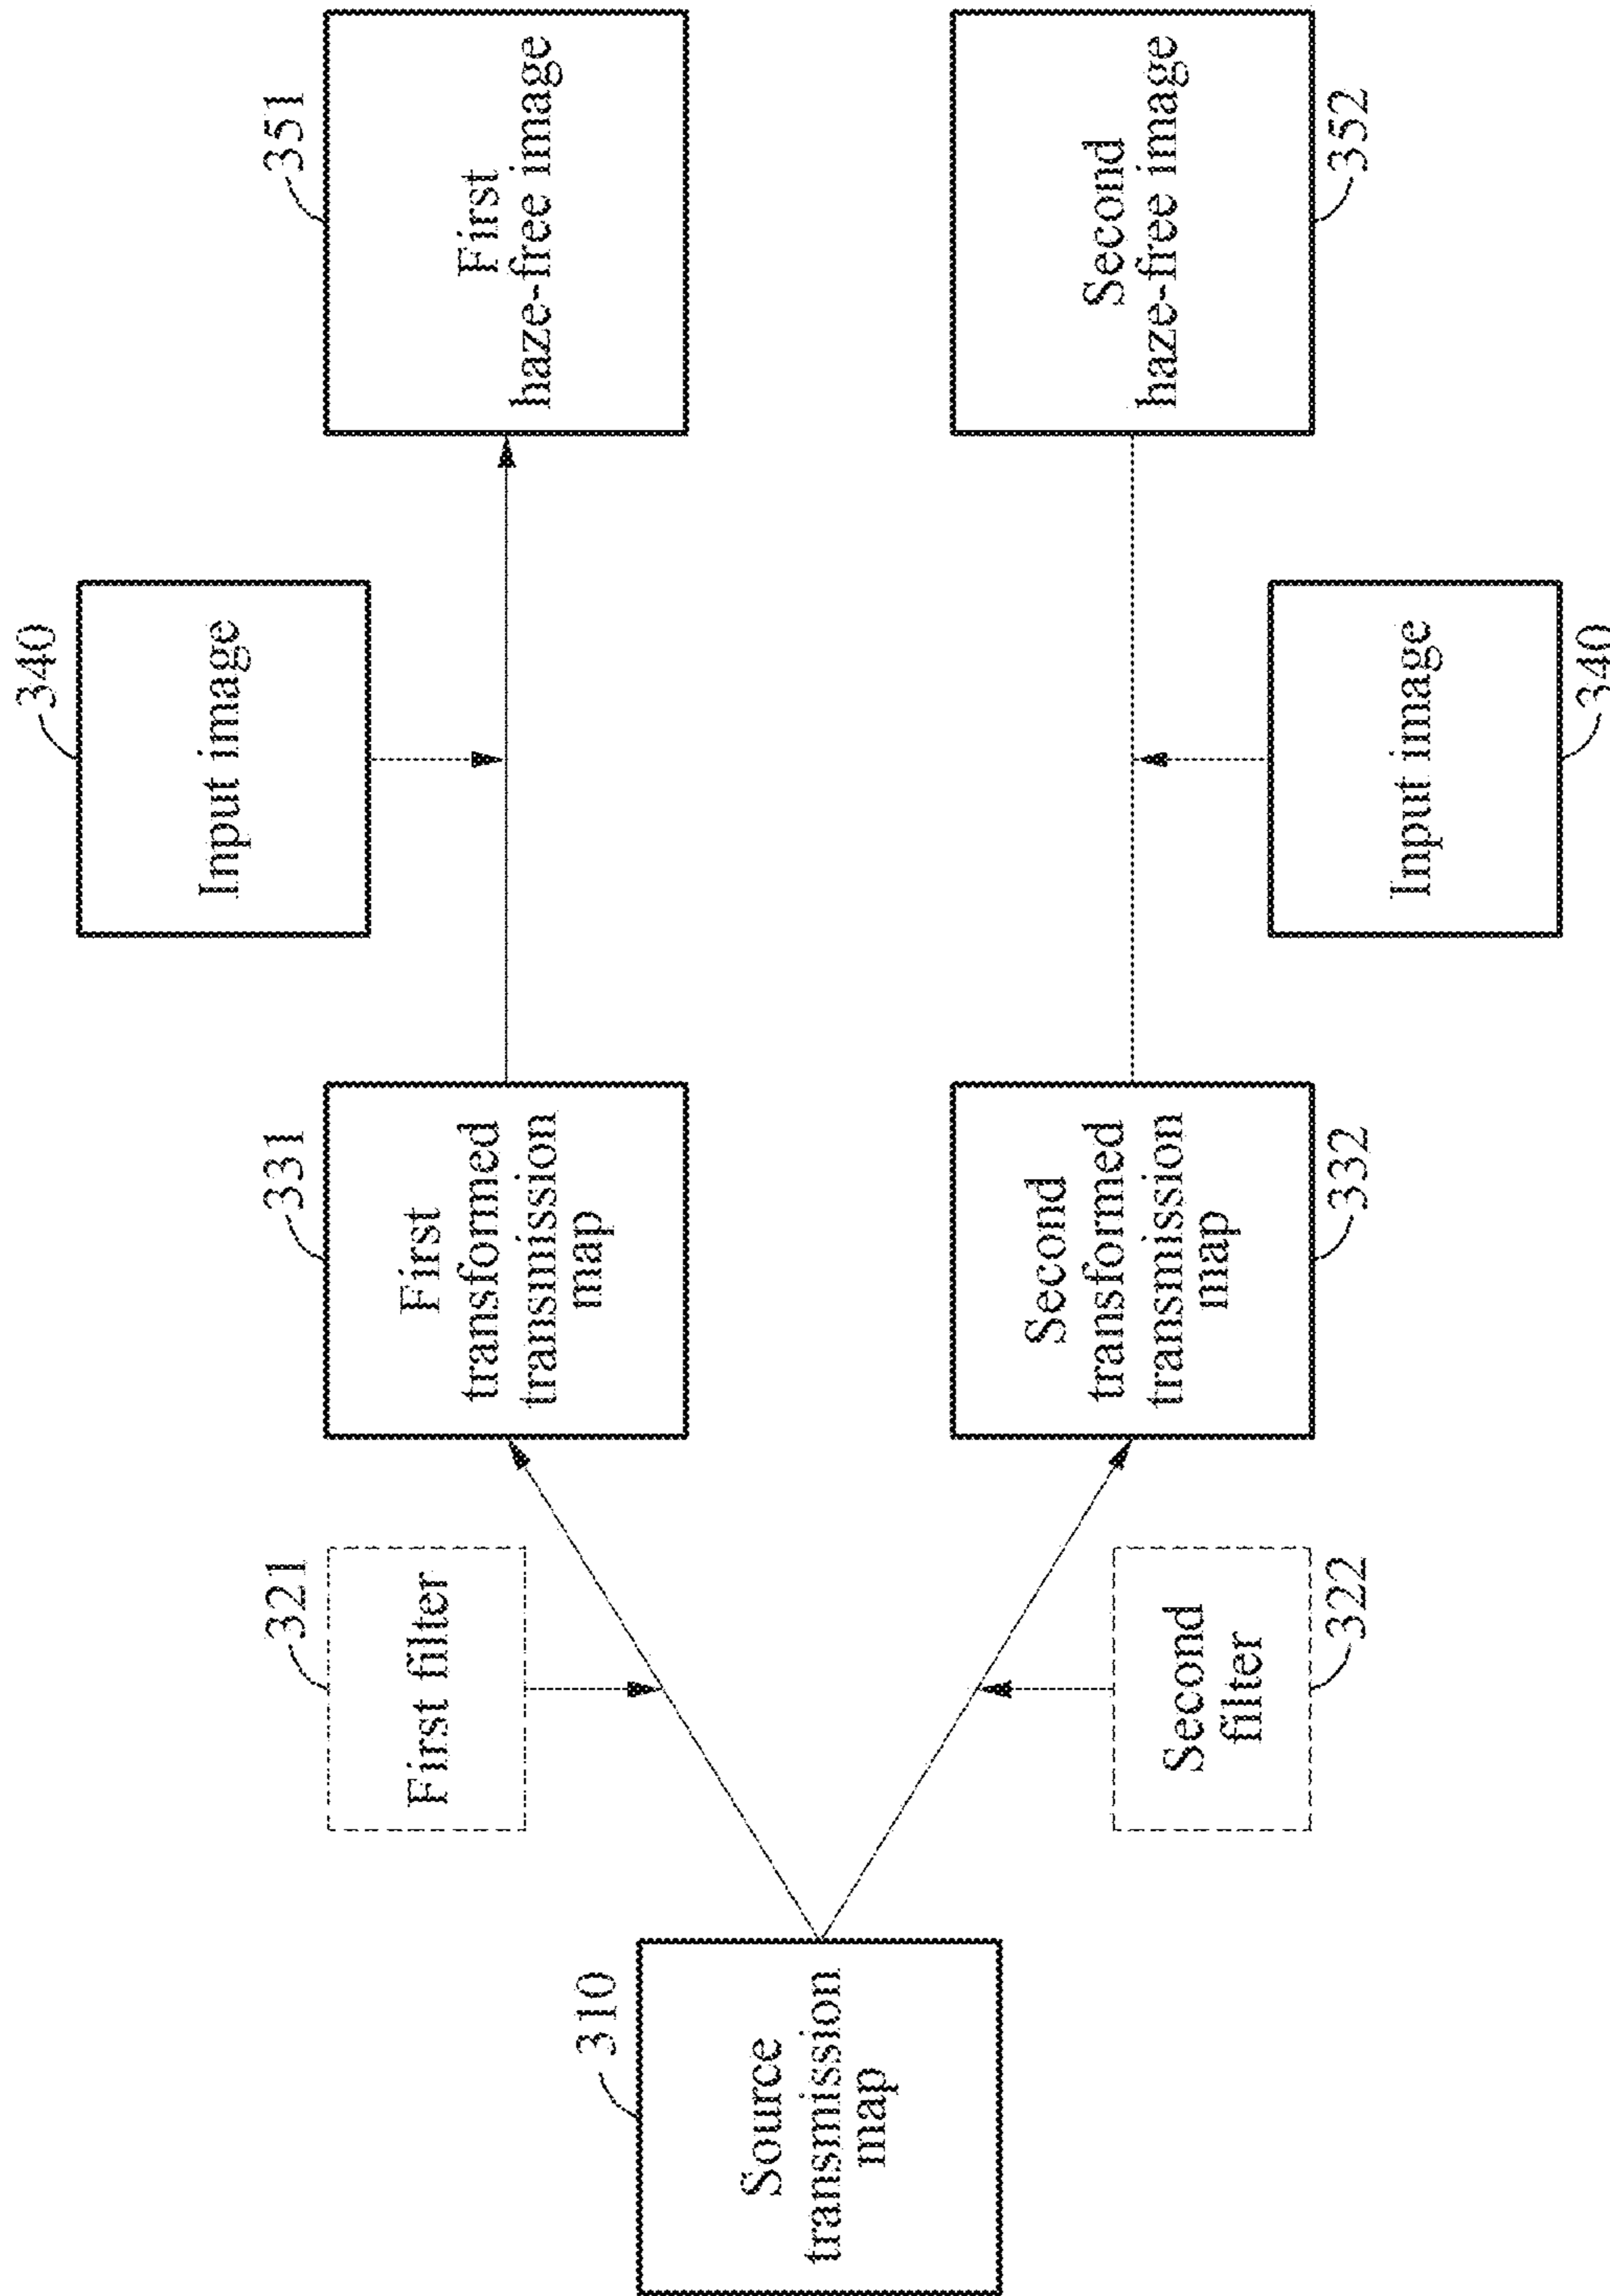 310
Source
transmission
map
321
First filter
Second
filter
322
331
First
transformed
transmission
map
Second
transformed
transmission
map
332
340
Input image
Input image
340
351
First
haze-free image
Second
haze-free image
352